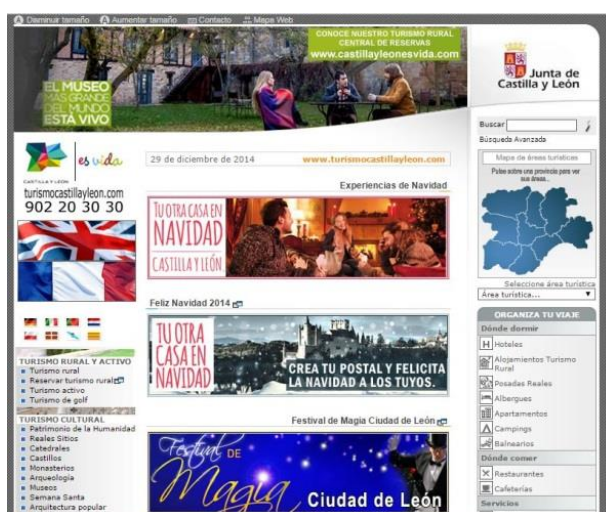 Disminuir tamaño Aumentar tamaño Contacto Mapa Web
CONOCE NUESTRO TURISMO RURAL
CENTRAL DE RESERVAS
www.castillayleonesvida.com
EL MUSEO
MAS GRANDE
DEL MUNDO
ESTÁ VIVO
Junta de
Castilla y León
es vida
CASTILLA Y LEÓN
turismocastillayleon.com
902 20 30 30
TURISMO RURAL Y ACTIVO
Turismo rural
Reservar turismo rural
Turismo activo
Turismo de golf
TURISMO CULTURAL
Patrimonio de la Humanidad
Reales Sitios
Catedrales
Castillos
Monasterios
Arqueología
Museos
Semana Santa
Arquitectura popular
29 de diciembre de 2014 www.turismocastillayleon.com
Experiencias de Navidad
TU OTRA CASA EN
NAVIDAD
CASTILLA Y LEÓN
Feliz Navidad 2014
TU OTRA
CASA EN
NAVIDAD
CREA TU POSTAL Y FELICITA
LA NAVIDAD A LOS TUYOS.
Festival de Magia Ciudad de León
Festival DE
Magia
Ciudad de León
Buscar
Búsqueda Avanzada
Mapa de áreas turísticas
Pulse sobre una provincia para ver
sus áreas...
Seleccione área turística
Área turística...
ORGANIZA TU VIAJE
Dónde dormir
H Hoteles
Alojamientos Turismo
Rural
Posadas Reales
Albergues
Apartamentos
Campings
Balnearios
Dónde comer
Restaurantes
Cafeterías
Servicios